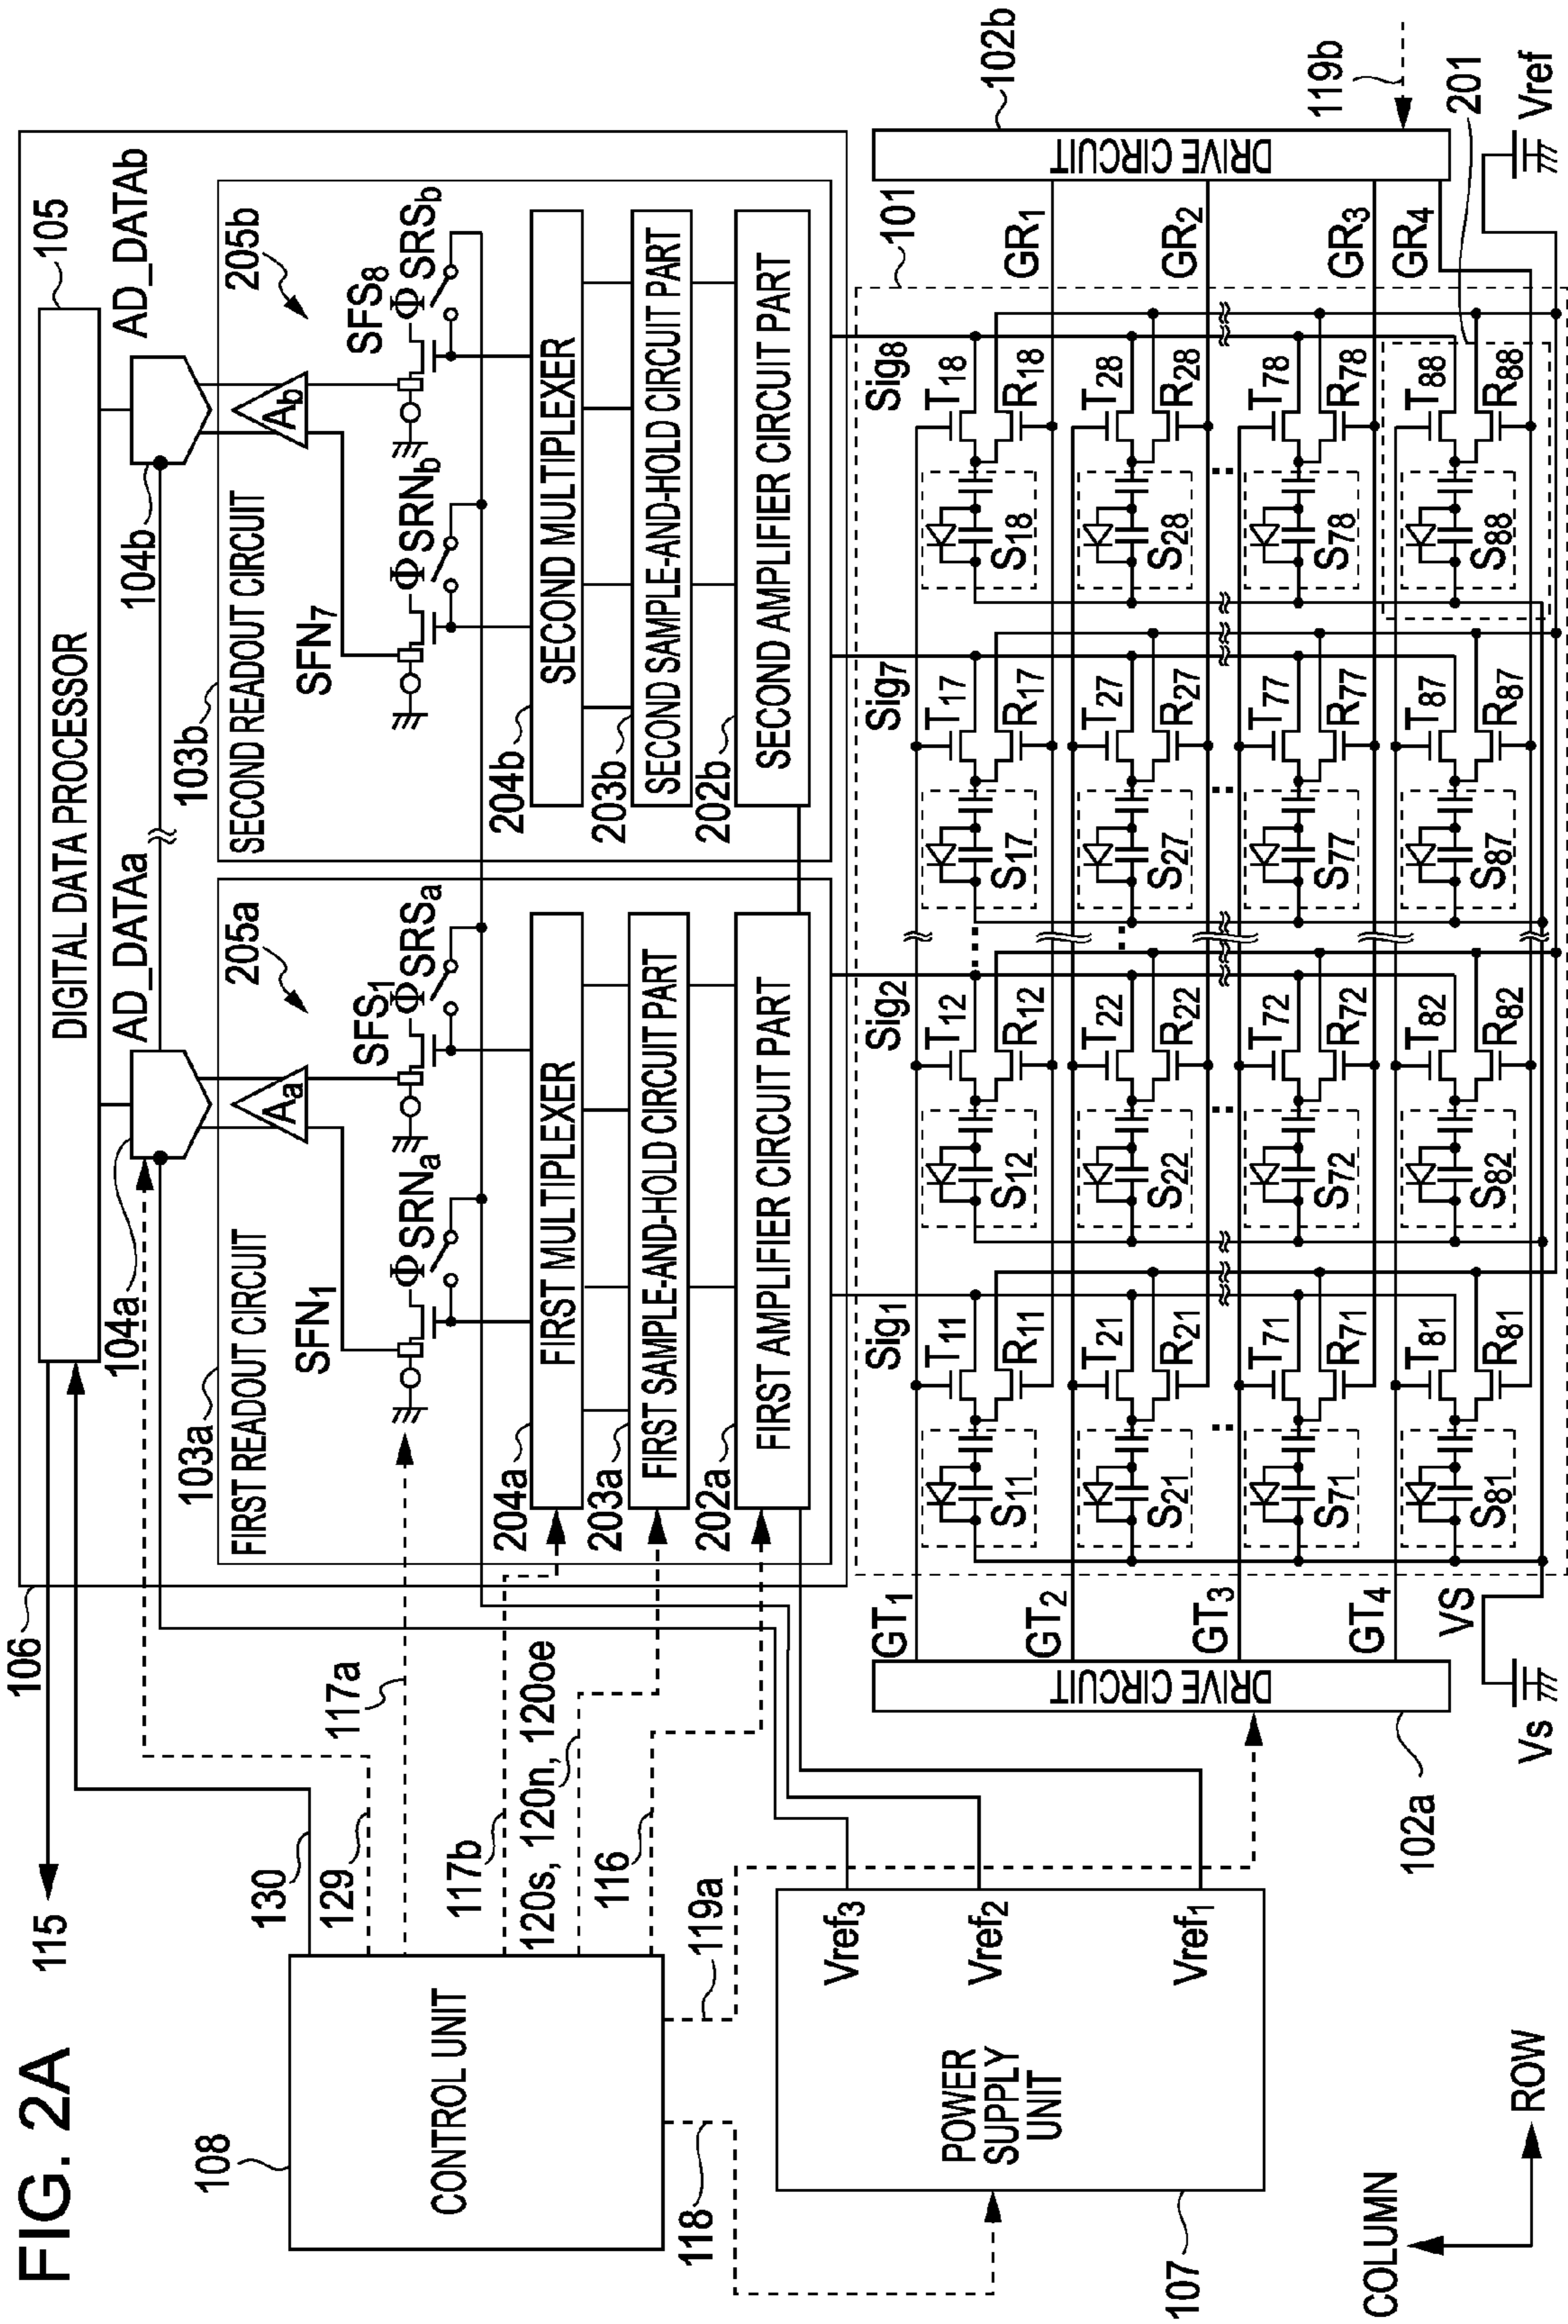 FIG. 2A
106
115
DIGITAL DATA PROCESSOR
105
AD_DATAa
AD_DATAb
104a
104b
103a
FIRST READOUT CIRCUIT
205a
103b
SECOND READOUT CIRCUIT
205b
Aa
Ab
SFN1
ΦSRNa
SFS1
ΦSRSa
SFN7
ΦSRNb
SFS8
ΦSRSb
204a
FIRST MULTIPLEXER
204b
SECOND MULTIPLEXER
203a
FIRST SAMPLE-AND-HOLD CIRCUIT PART
203b
SECOND SAMPLE-AND-HOLD CIRCUIT PART
202a
FIRST AMPLIFIER CIRCUIT PART
202b
SECOND AMPLIFIER CIRCUIT PART
108
CONTROL UNIT
130
129
117a
117b
120s, 120n, 120oe
116
119a
118
107
POWER SUPPLY UNIT
Vref3
Vref2
Vref1
COLUMN
ROW
102a
DRIVE CIRCUIT
102b
DRIVE CIRCUIT
119b
101
201
Vs
VS
Vref
GT1
GT2
GT3
GT4
GR1
GR2
GR3
GR4
Sig1
Sig2
Sig7
Sig8
S11 T11 R11
S12 T12 R12
S17 T17 R17
S18 T18 R18
S21 T21 R21
S22 T22 R22
S27 T27 R27
S28 T28 R28
S71 T71 R71
S72 T72 R72
S77 T77 R77
S78 T78 R78
S81 T81 R81
S82 T82 R82
S87 T87 R87
S88 T88 R88